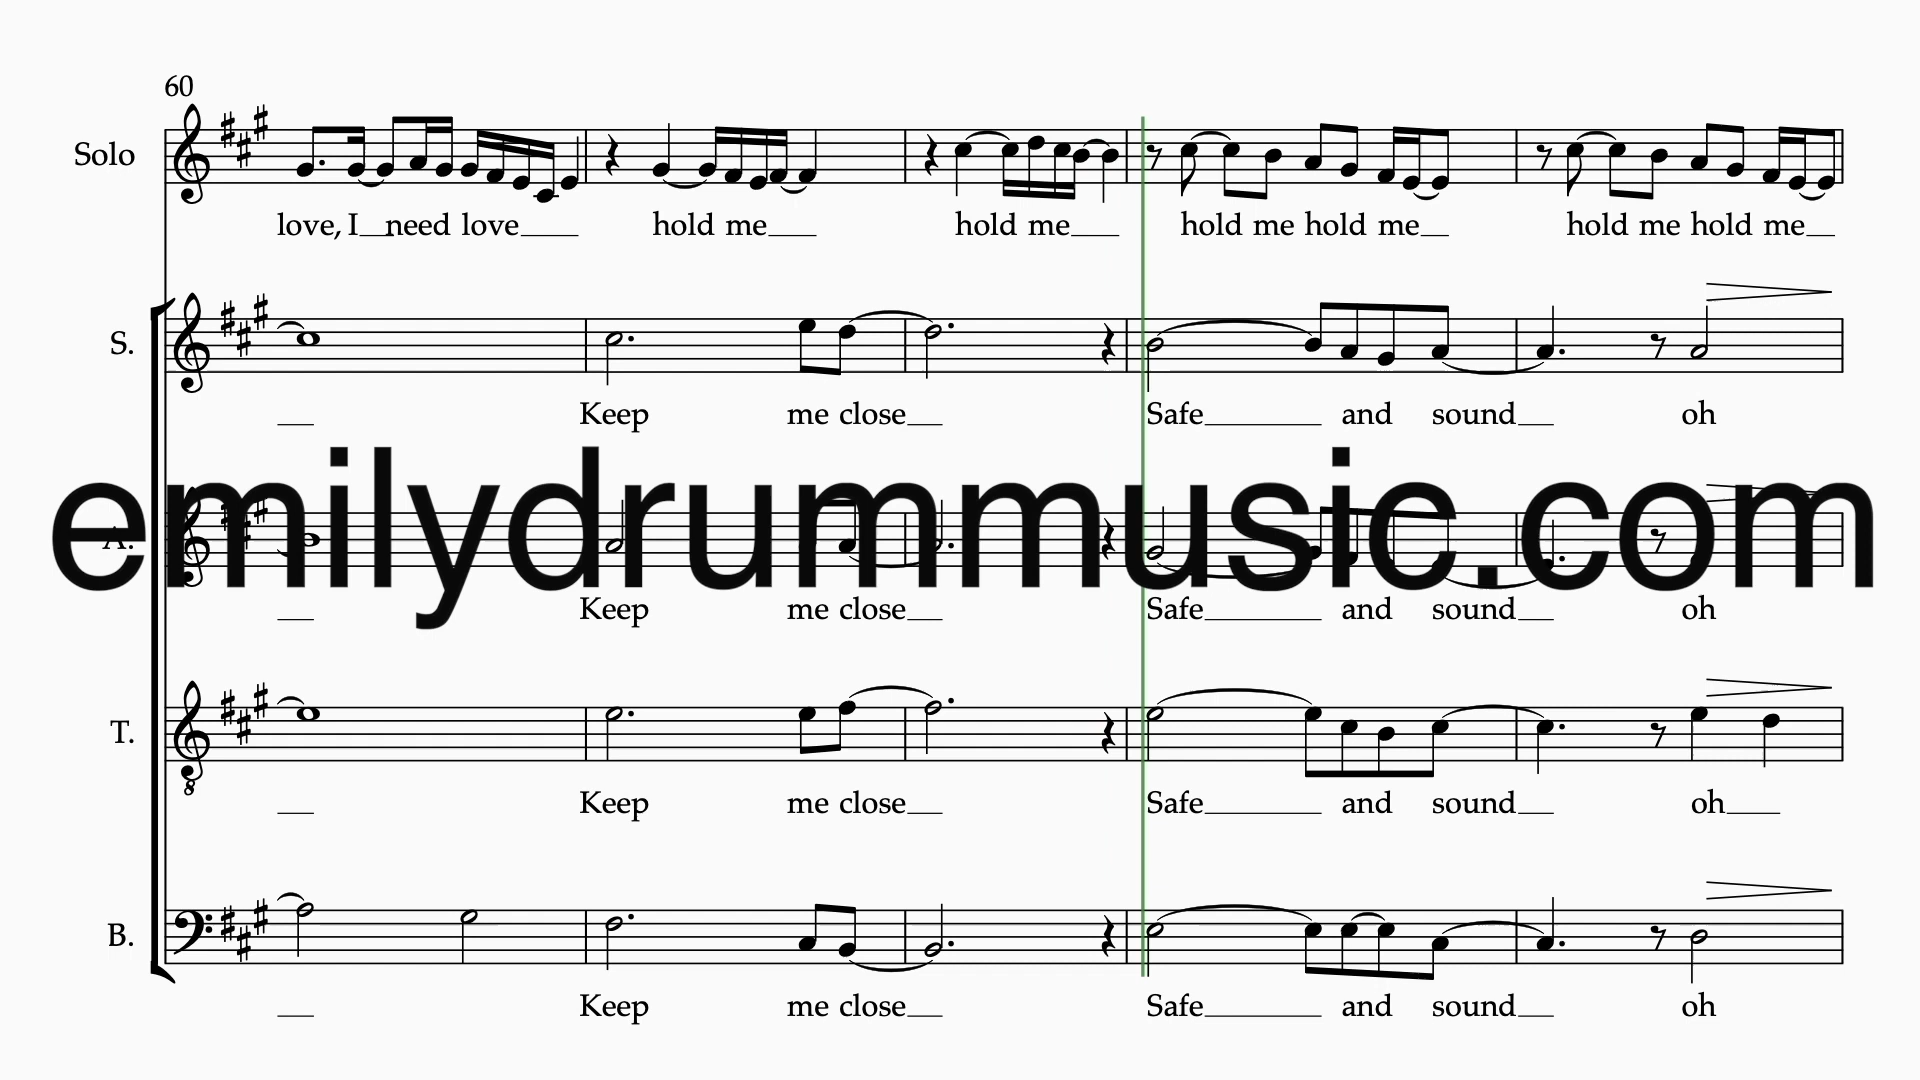 60
Solo
love, I need love hold me hold me hold me hold me hold me hold me
S.
Keep me close Safe and sound oh
emilydrummusic.com
A.
Keep me close Safe and sound oh
T.
8
Keep me close Safe and sound oh
B.
Keep me close Safe and sound oh